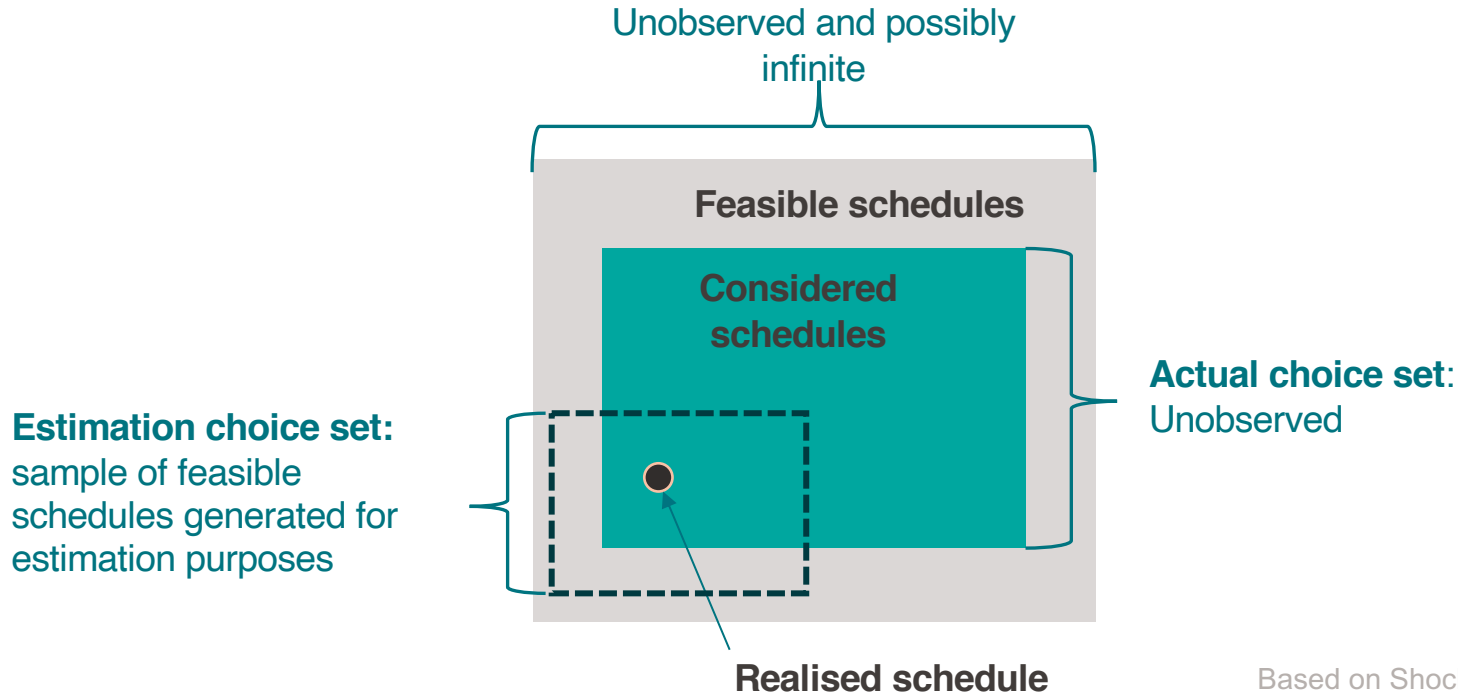 Unobserved and possibly
infinite
Feasible schedules
Considered
schedules
Actual choice set:
Unobserved
Estimation choice set:
sample of feasible
schedules generated for
estimation purposes
Realised schedule
Based on Shoc